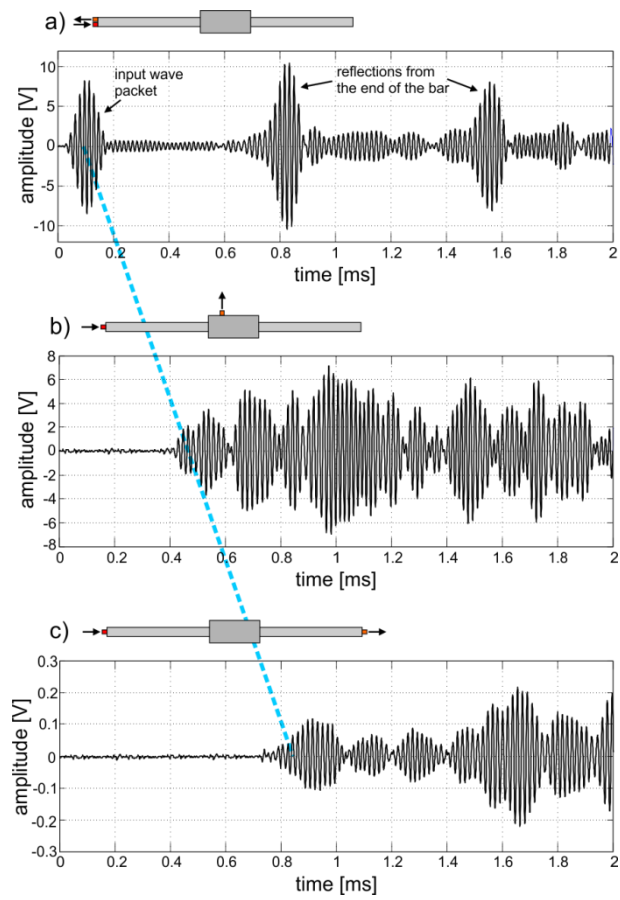 a)
input wave
packet
reflections from
the end of the bar
amplitude [V]
10
5
0
-5
-10
0 0.2 0.4 0.6 0.8 1 1.2 1.4 1.6 1.8 2
time [ms]
b)
amplitude [V]
8
6
4
2
0
-2
-4
-6
-8
0 0.2 0.4 0.6 0.8 1 1.2 1.4 1.6 1.8 2
time [ms]
c)
amplitude [V]
0.3
0.2
0.1
0
-0.1
-0.2
-0.3
0 0.2 0.4 0.6 0.8 1 1.2 1.4 1.6 1.8 2
time [ms]